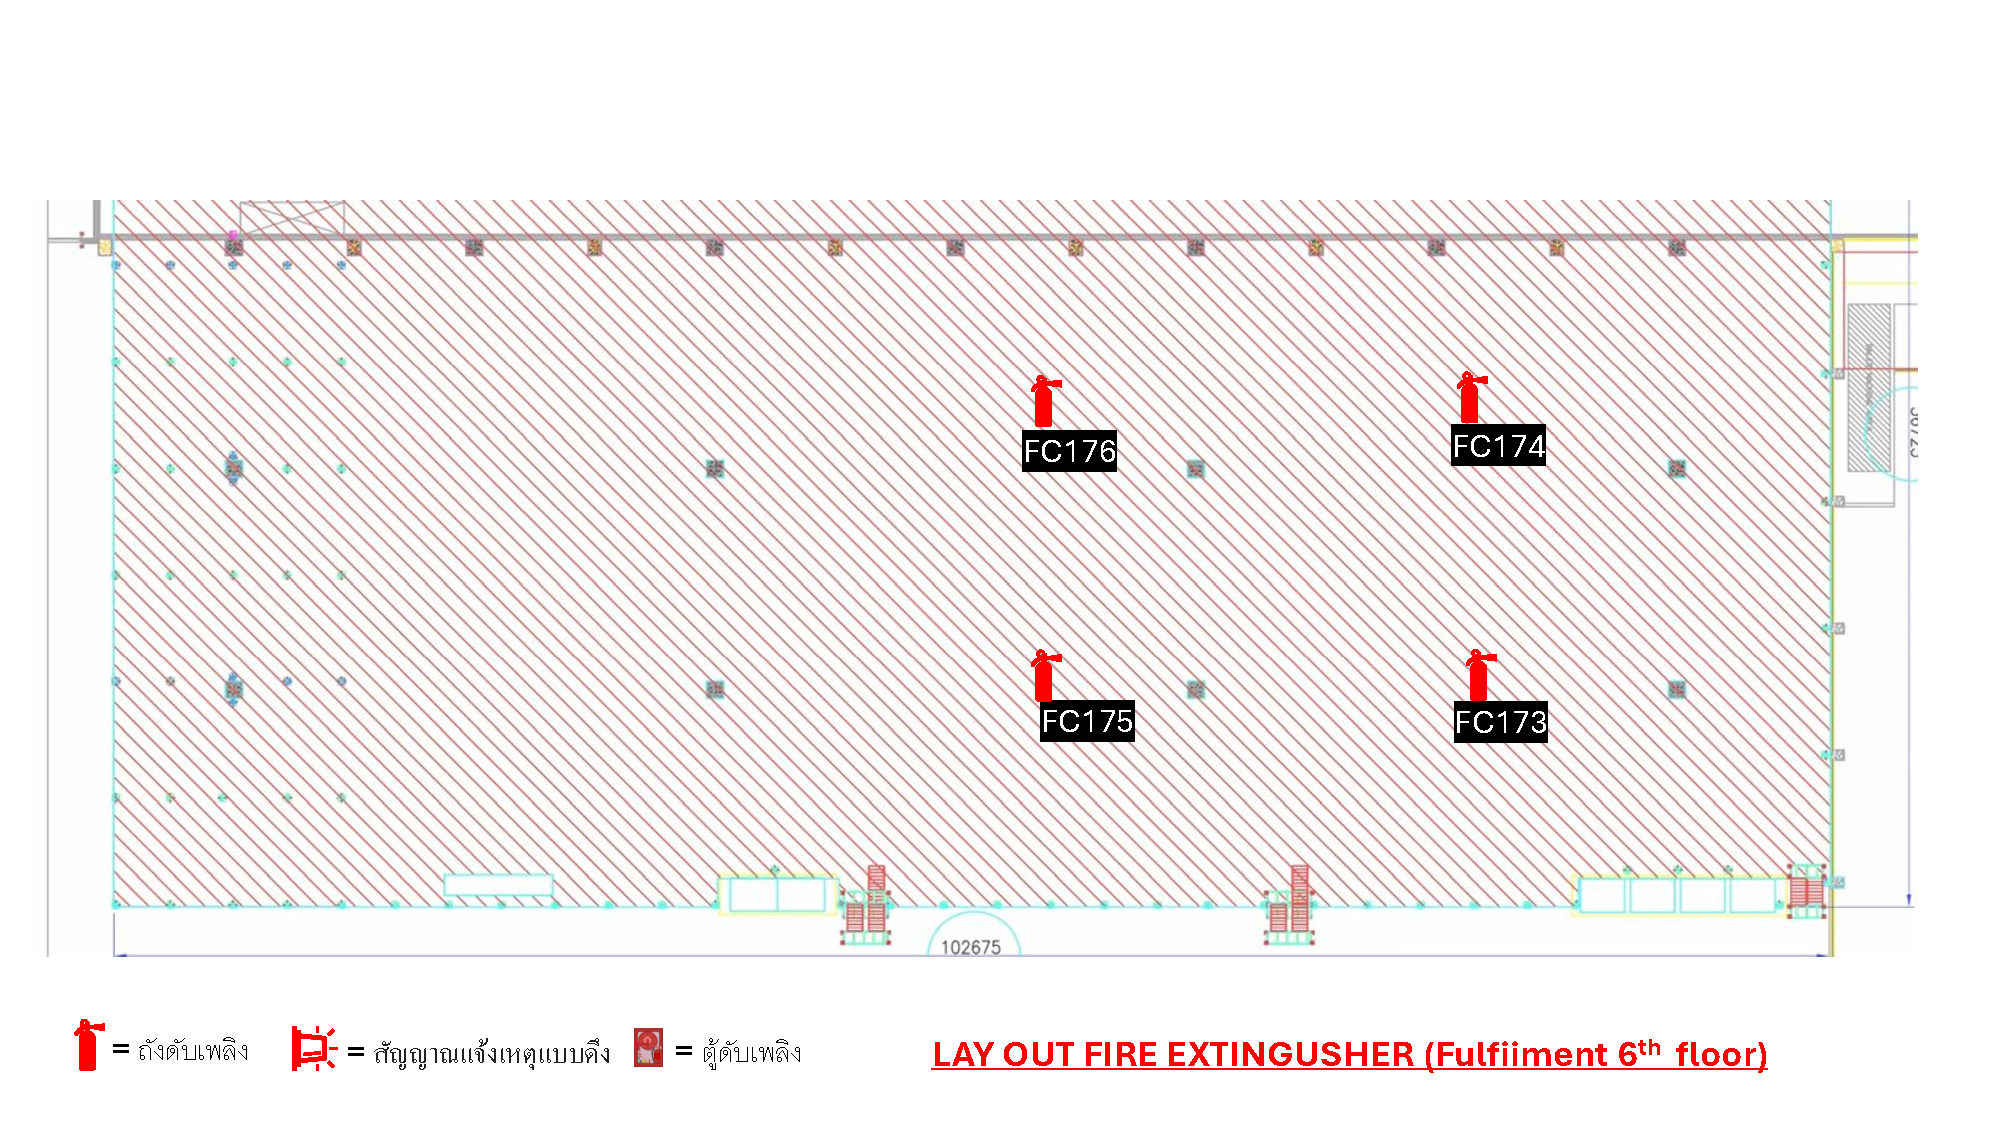 FC176
FC174
FC175
FC173
102675
= ถังดับเพลิง
= สัญญาณแจ้งเหตุแบบดึง
= ตู้ดับเพลิง
LAY OUT FIRE EXTINGUSHER (Fulfiiment 6th floor)